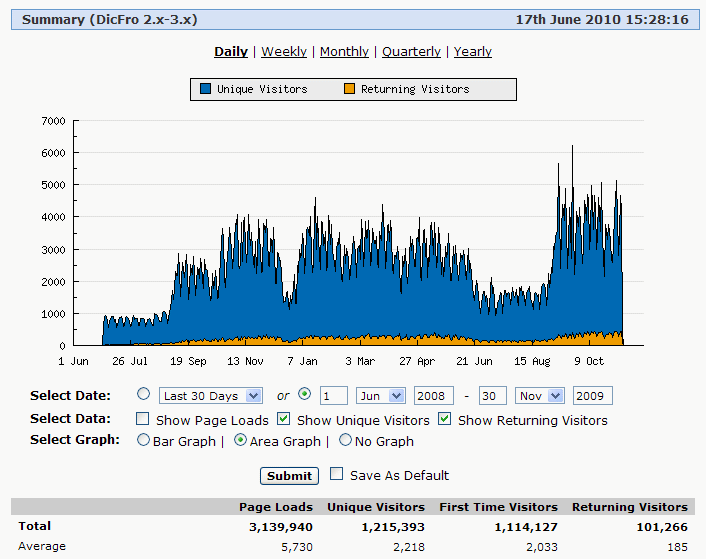 Summary (DicFro 2.x-3.x) 17th June 2010 15:28:16
Daily | Weekly | Monthly | Quarterly | Yearly
Unique Visitors Returning Visitors
7000
6000
5000
4000
3000
2000
1000
0
1 Jun 26 Jul 19 Sep 13 Nov 7 Jan 3 Mar 27 Apr 21 Jun 15 Aug 9 Oct
Select Date: Last 30 Days or 1 Jun 2008 - 30 Nov 2009
Select Data: Show Page Loads Show Unique Visitors Show Returning Visitors
Select Graph: Bar Graph | Area Graph | No Graph
Submit Save As Default
Page Loads Unique Visitors First Time Visitors Returning Visitors
Total 3,139,940 1,215,393 1,114,127 101,266
Average 5,730 2,218 2,033 185